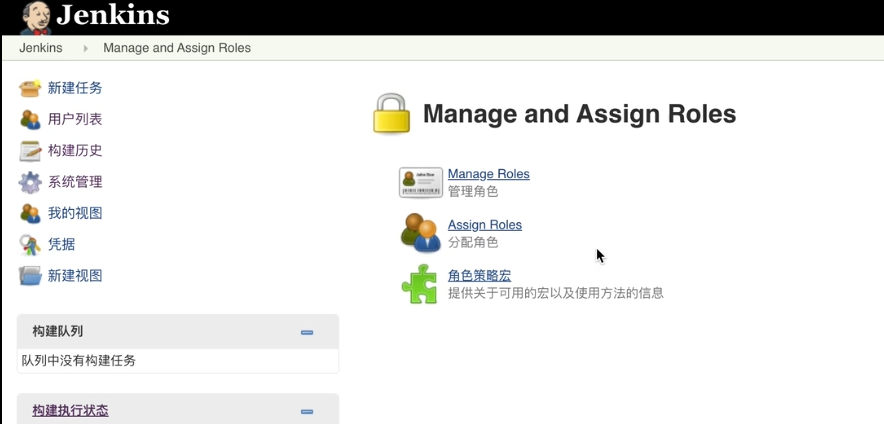 Jenkins
Jenkins Manage and Assign Roles
新建任务
用户列表
构建历史
系统管理
我的视图
凭据
新建视图
构建队列
队列中没有构建任务
构建执行状态
Manage and Assign Roles
Manage Roles
管理角色
Assign Roles
分配角色
角色策略宏
提供关于可用的宏以及使用方法的信息